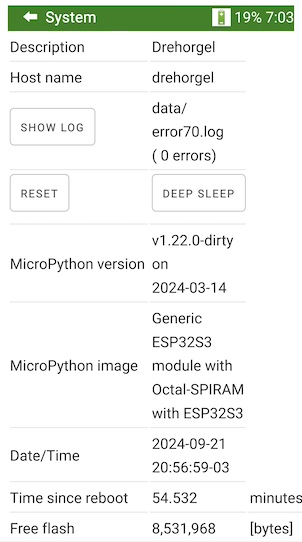 System 19% 7:03
Description Drehorgel
Host name drehorgel
SHOW LOG data/
error70.log
( 0 errors)
RESET DEEP SLEEP
MicroPython version v1.22.0-dirty
on
2024-03-14
MicroPython image Generic
ESP32S3
module with
Octal-SPIRAM
with ESP32S3
Date/Time 2024-09-21
20:56:59-03
Time since reboot 54.532 minutes
Free flash 8,531,968 [bytes]